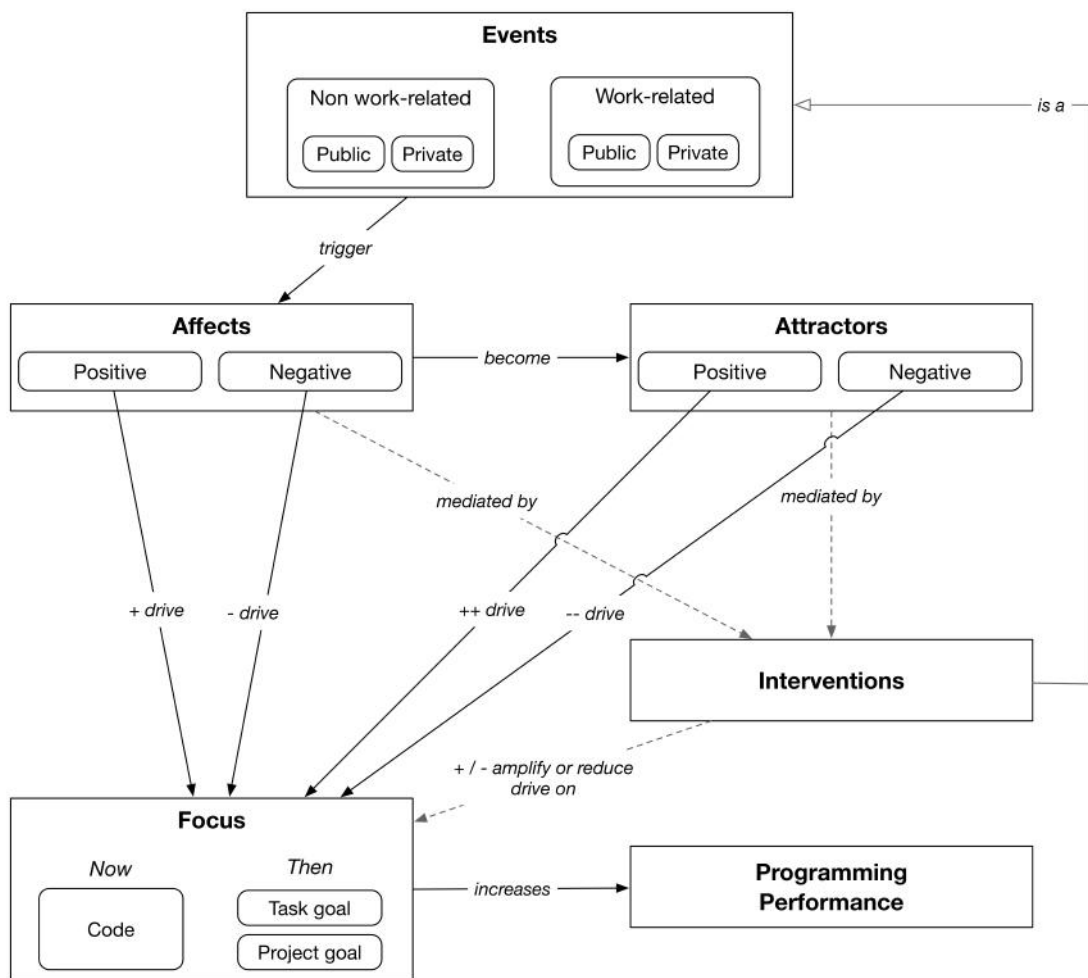 Events
Non work-related
Work-related
Public
Private
Public
Private
is a
trigger
Affects
Positive
Negative
become
Attractors
Positive
Negative
mediated by
mediated by
+ drive
- drive
++ drive
-- drive
Interventions
+ / - amplify or reduce
drive on
Focus
Now
Then
Code
Task goal
Project goal
increases
Programming
Performance